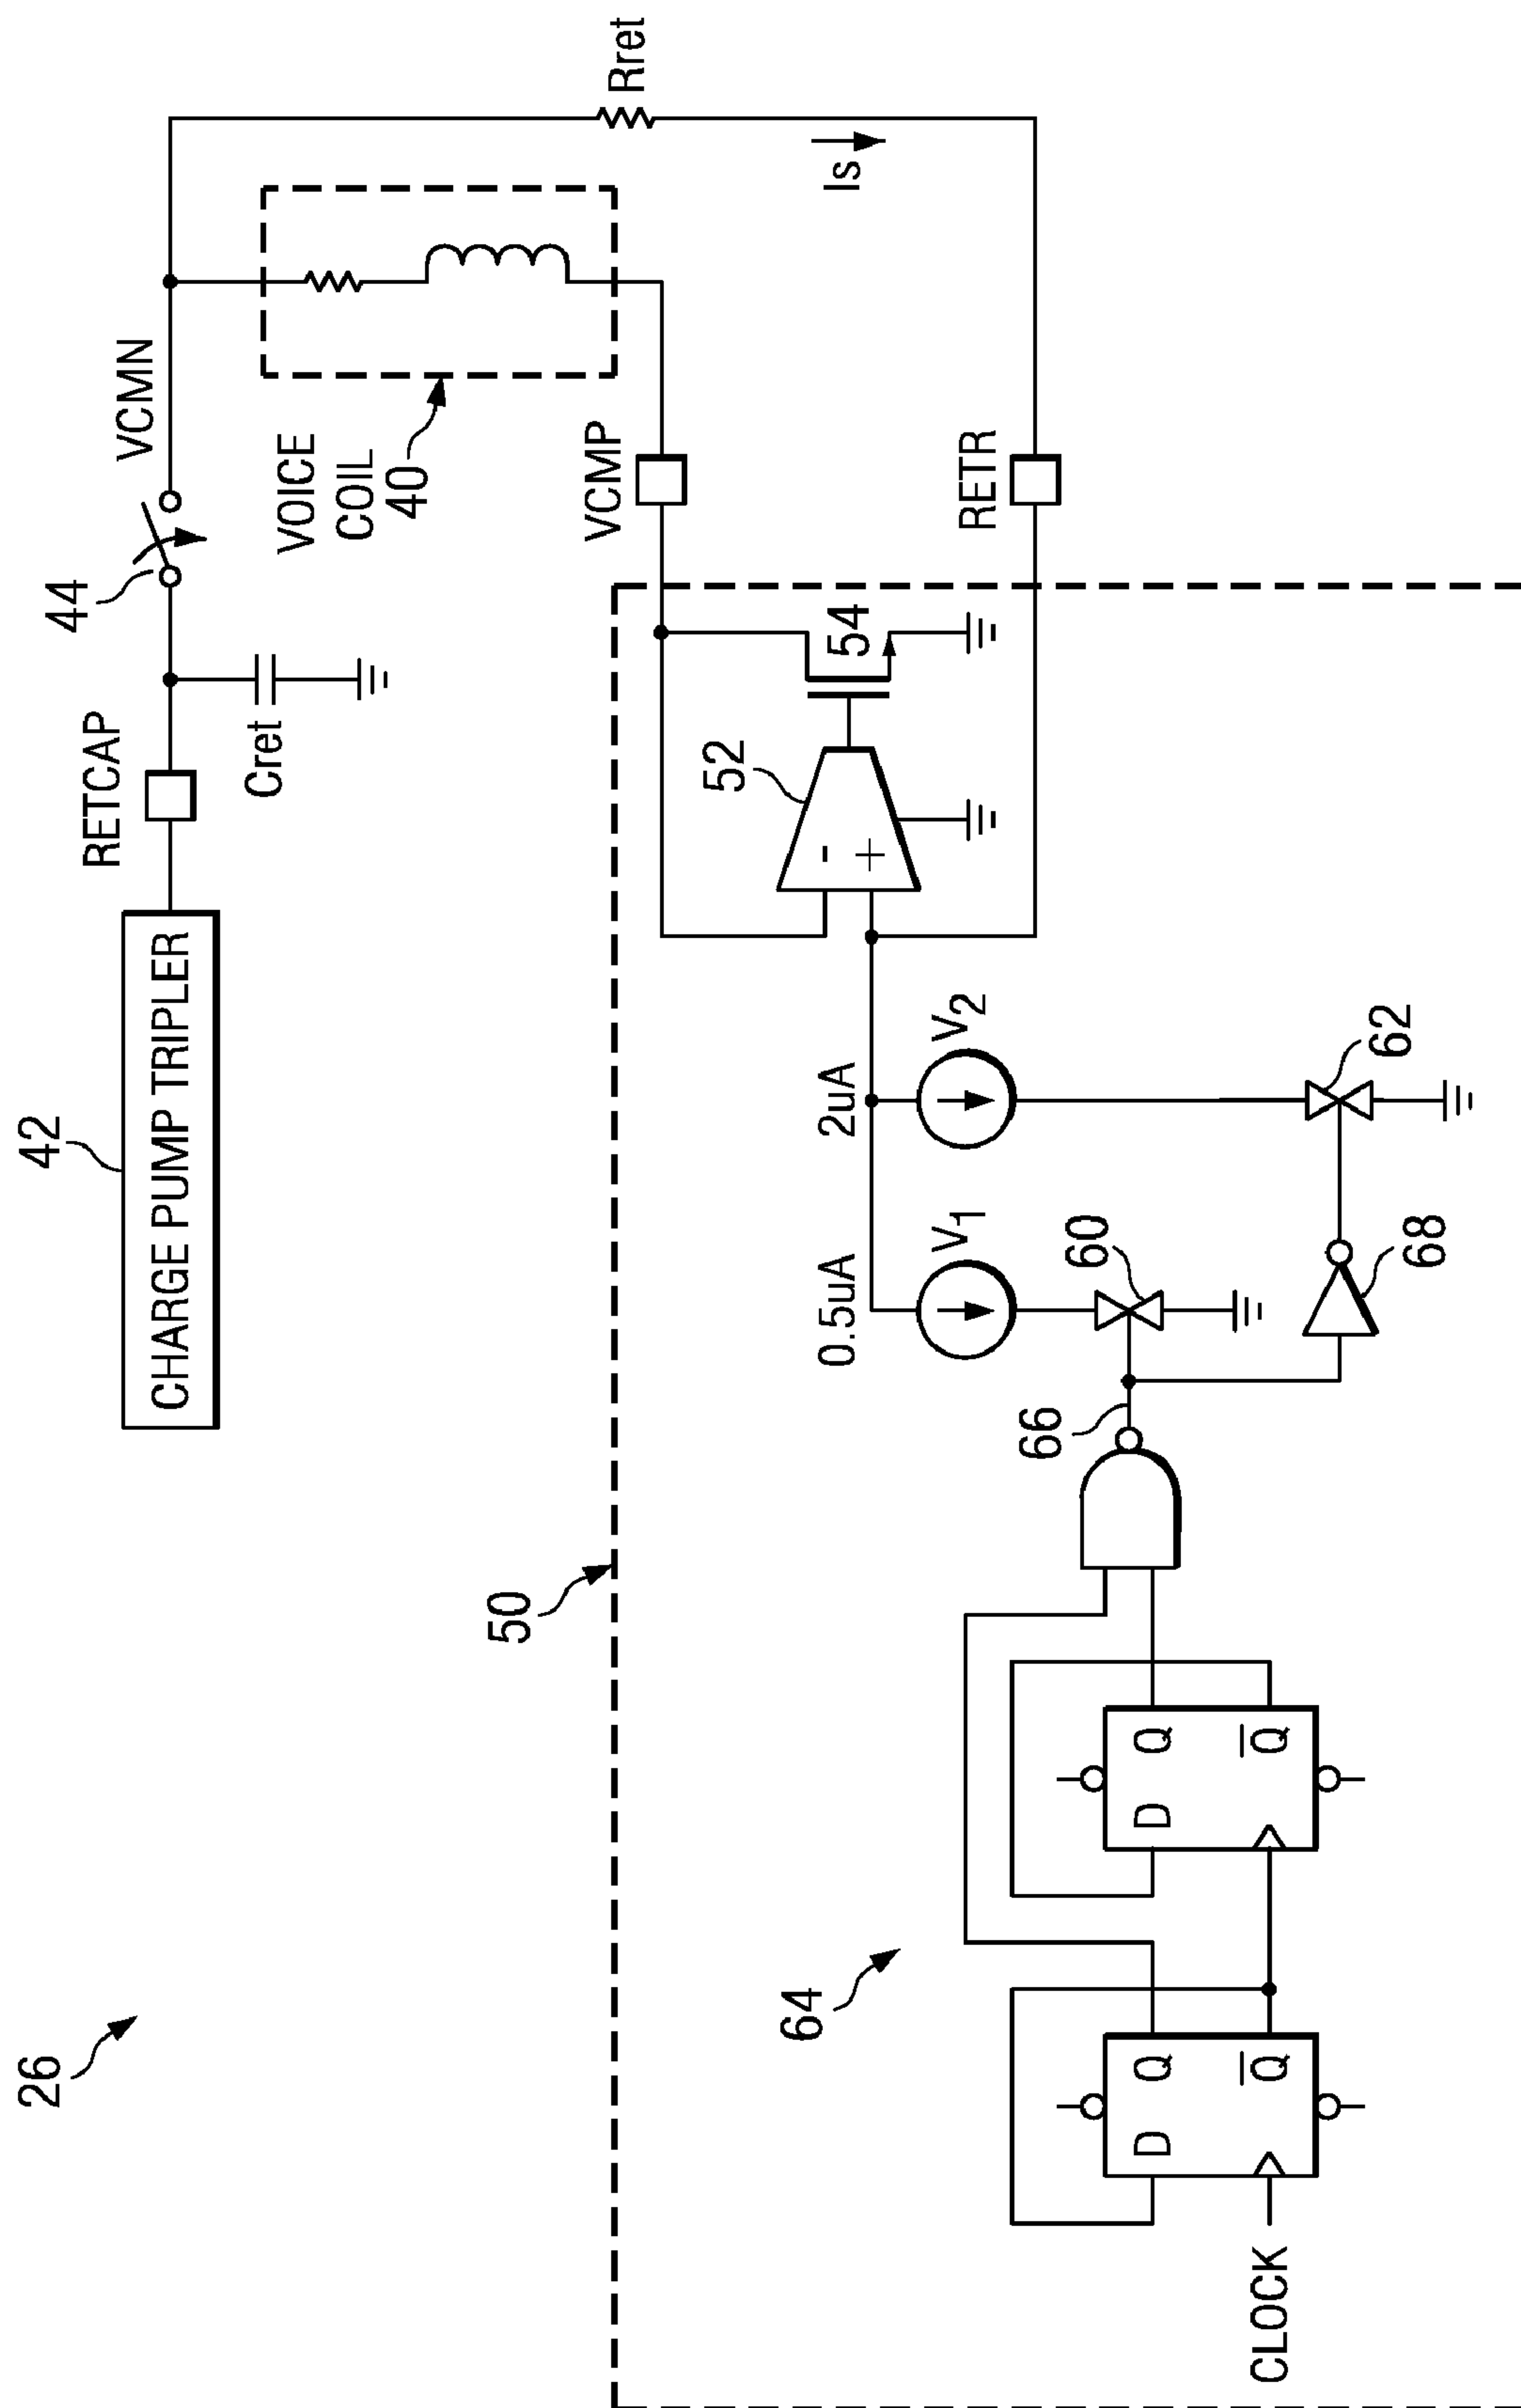 26
42
CHARGE PUMP TRIPLER
RETCAP
44
VCMN
Cret
VOICE
COIL
40
Rret
Is
50
VCMP
RETR
52
-
+
54
64
CLOCK
D
Q
Q̅
D
Q
Q̅
66
0.5uA
V1
60
2uA
V2
62
68